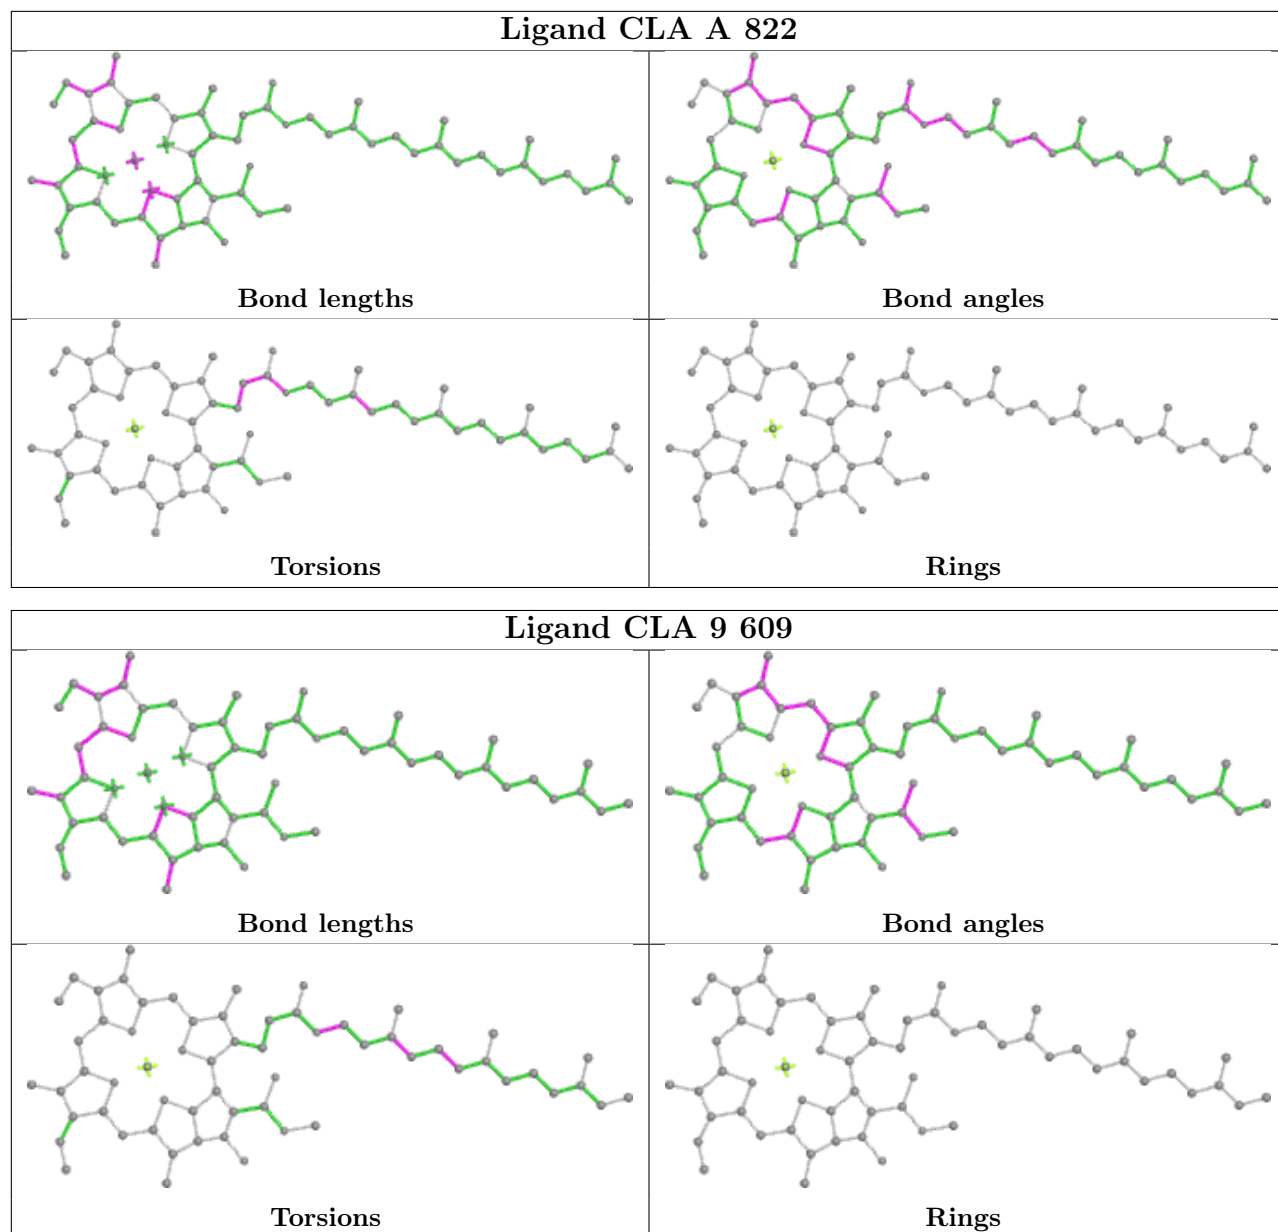 Ligand CLA A 822
Bond lengths
Bond angles
Torsions
Rings
Ligand CLA 9 609
Bond lengths
Bond angles
Torsions
Rings